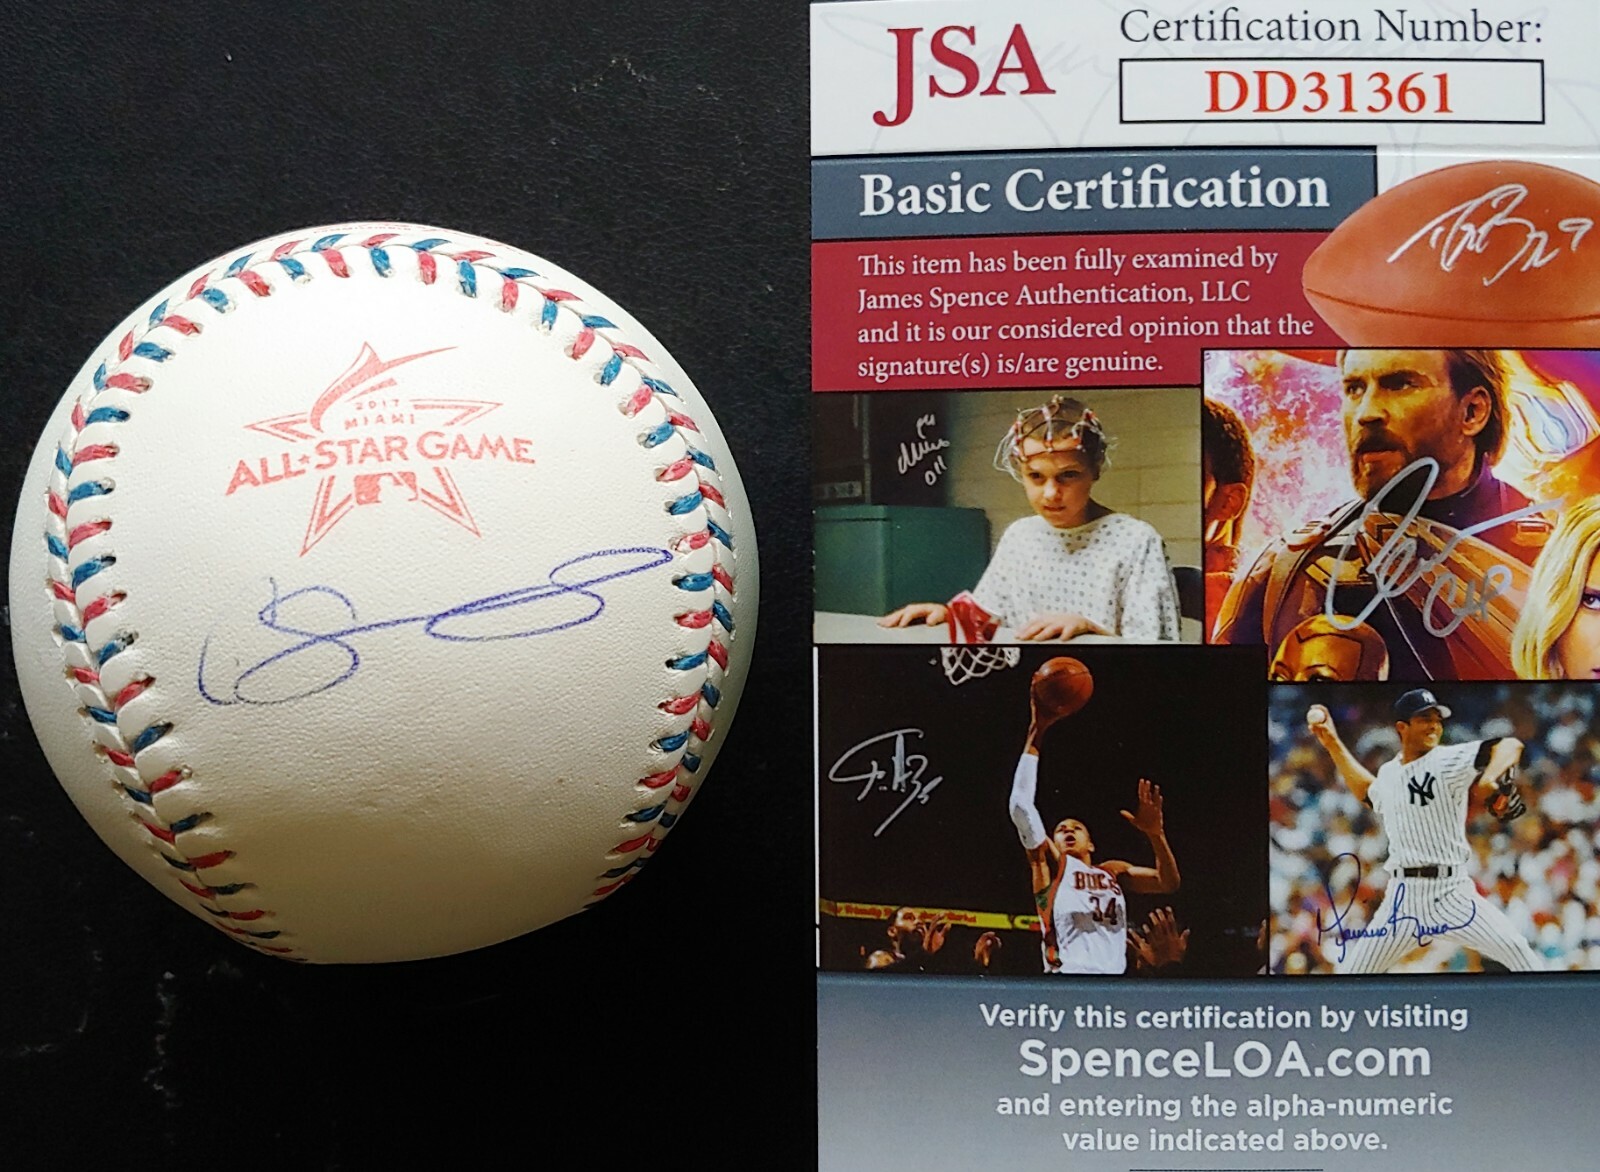 2017
MIAMI
ALL★STAR GAME
JSA
Certification Number:
DD31361
Basic Certification
This item has been fully examined by
James Spence Authentication, LLC
and it is our considered opinion that the
signature(s) is/are genuine.
BUCKS
34
NY
Mariano Rivera
Verify this certification by visiting
SpenceLOA.com
and entering the alpha-numeric
value indicated above.